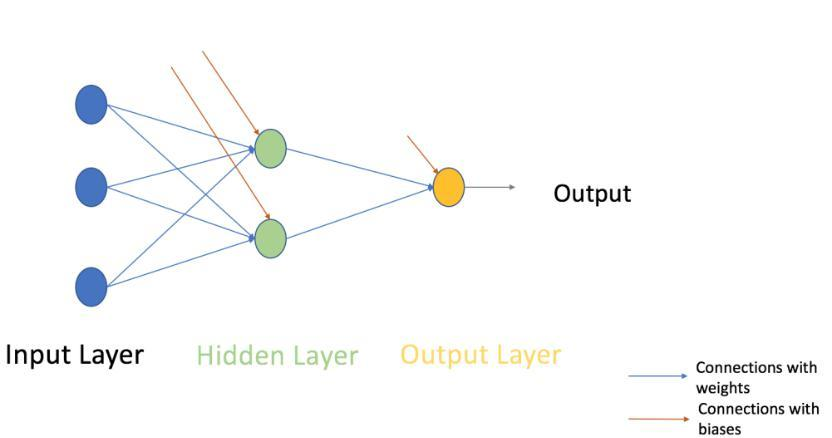 Output
Input Layer
Hidden Layer
Output Layer
Connections with
weights
Connections with
biases